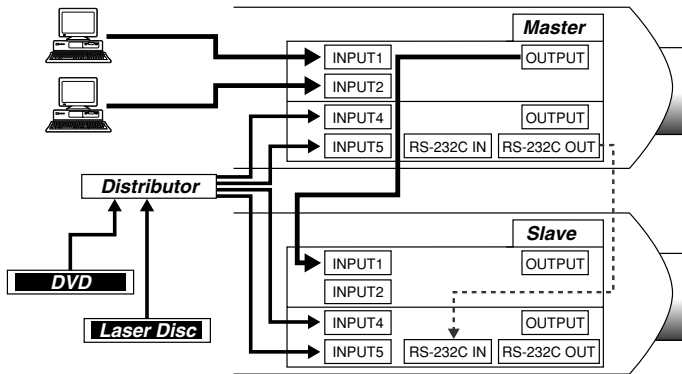 Master
INPUT1 OUTPUT
INPUT2
INPUT4 OUTPUT
INPUT5 RS-232C IN RS-232C OUT
Distributor
Slave
INPUT1 OUTPUT
INPUT2
INPUT4 OUTPUT
INPUT5 RS-232C IN RS-232C OUT
DVD
Laser Disc